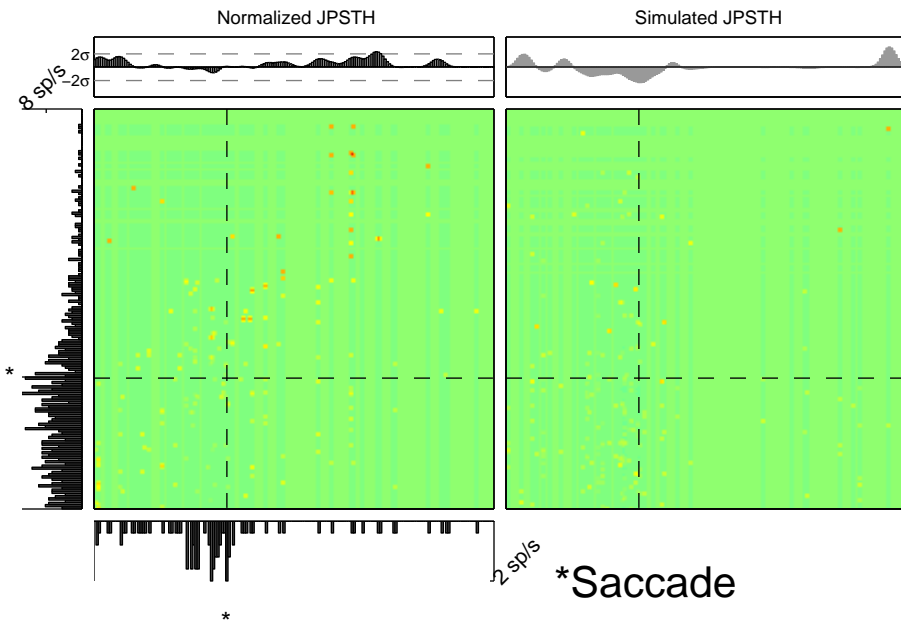 Normalized JPSTH
Simulated JPSTH
2σ
−2σ
8 sp/s
*
2 sp/s
*Saccade
*